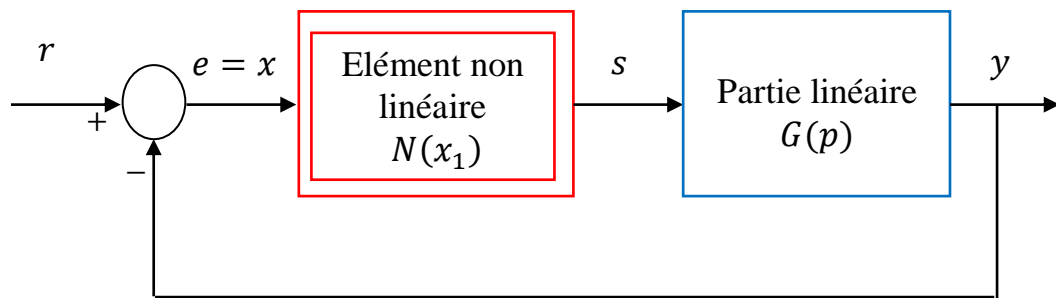 r
+
−
e = x
Elément non
linéaire
N(x₁)
s
Partie linéaire
G(p)
y